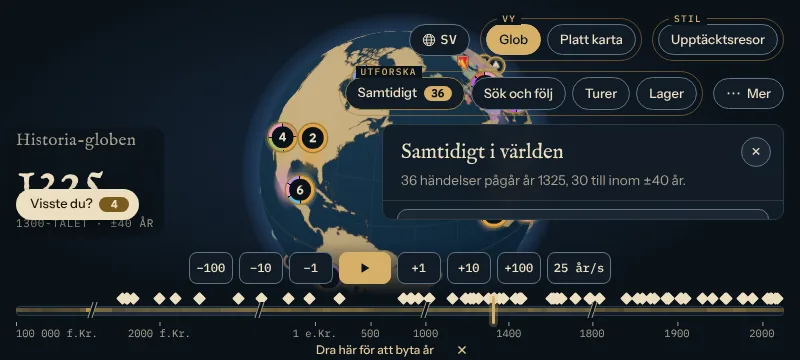 VY
STIL
SV
Glob
Platt karta
Upptäcktsresor
UTFORSKA
Samtidigt 36
Sök och följ
Turer
Lager
··· Mer
Historia-globen
1325
Visste du? 4
1300-TALET · ±40 ÅR
4
2
6
Samtidigt i världen
×
36 händelser pågår år 1325, 30 till inom ±40 år.
−100
−10
−1
+1
+10
+100
25 år/s
100 000 f.Kr.
2000 f.Kr.
1 e.Kr.
500
1000
1400
1800
2000
Dra här för att byta år ×